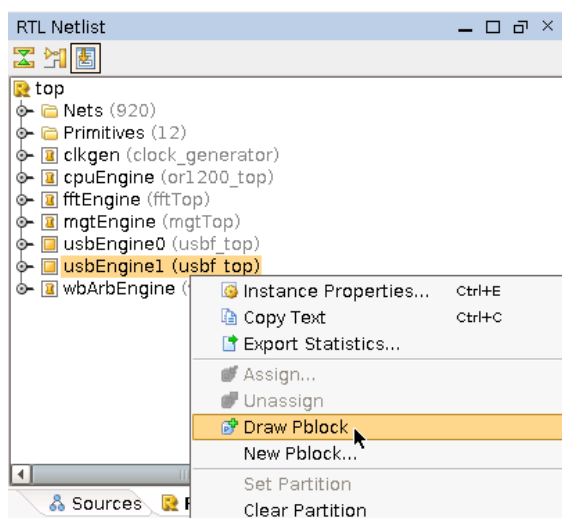 RTL Netlist
top
Nets (920)
Primitives (12)
clkgen (clock_generator)
cpuEngine (or1200_top)
fftEngine (fftTop)
mgtEngine (mgtTop)
usbEngine0 (usbf_top)
usbEngine1 (usbf top)
wbArbEngine (
Instance Properties... Ctrl+E
Copy Text Ctrl+C
Export Statistics...
Assign...
Unassign
Draw Pblock
New Pblock...
Set Partition
Sources
Clear Partition